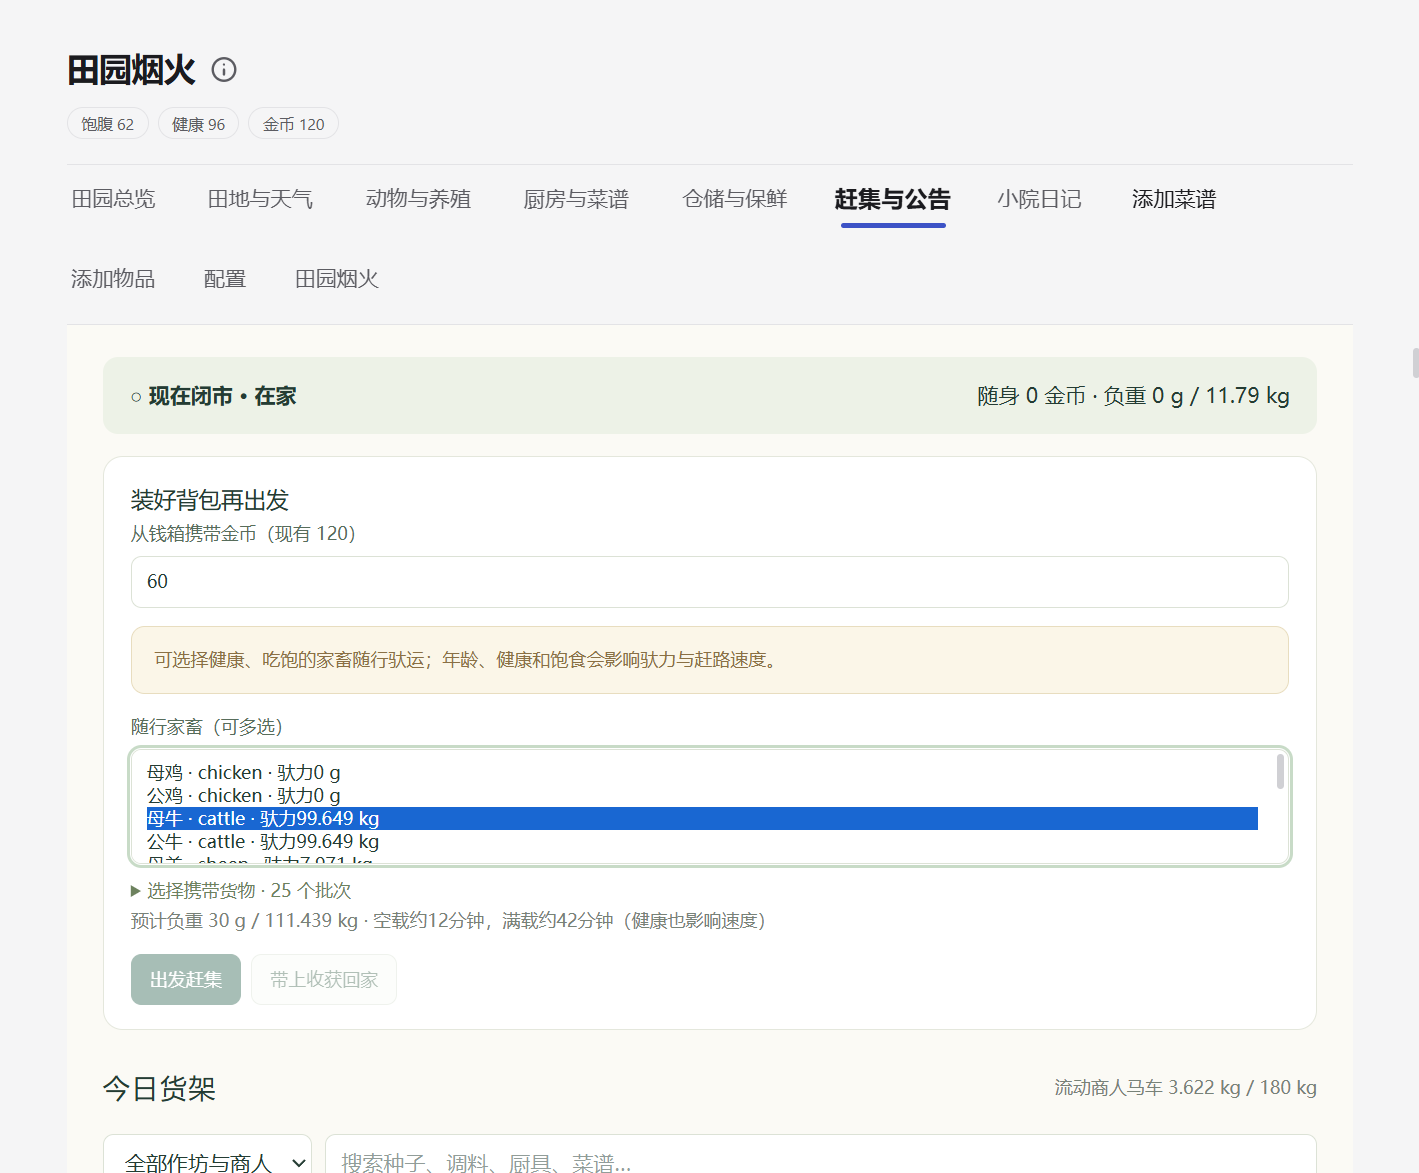 田园烟火
饱腹 62 健康 96 金币 120
田园总览 田地与天气 动物与养殖 厨房与菜谱 仓储与保鲜 赶集与公告 小院日记 添加菜谱
添加物品 配置 田园烟火
○ 现在闭市 • 在家 随身 0 金币 · 负重 0 g / 11.79 kg
装好背包再出发
从钱箱携带金币（现有 120）
60
可选择健康、吃饱的家畜随行驮运；年龄、健康和饱食会影响驮力与赶路速度。
随行家畜（可多选）
母鸡 · chicken · 驮力0 g
公鸡 · chicken · 驮力0 g
母牛 · cattle · 驮力99.649 kg
公牛 · cattle · 驮力99.649 kg
母羊 · sheep · 驮力7.971 kg
▶ 选择携带货物 · 25 个批次
预计负重 30 g / 111.439 kg · 空载约12分钟，满载约42分钟（健康也影响速度）
出发赶集 带上收获回家
今日货架 流动商人马车 3.622 kg / 180 kg
全部作坊与商人 搜索种子、调料、厨具、菜谱...